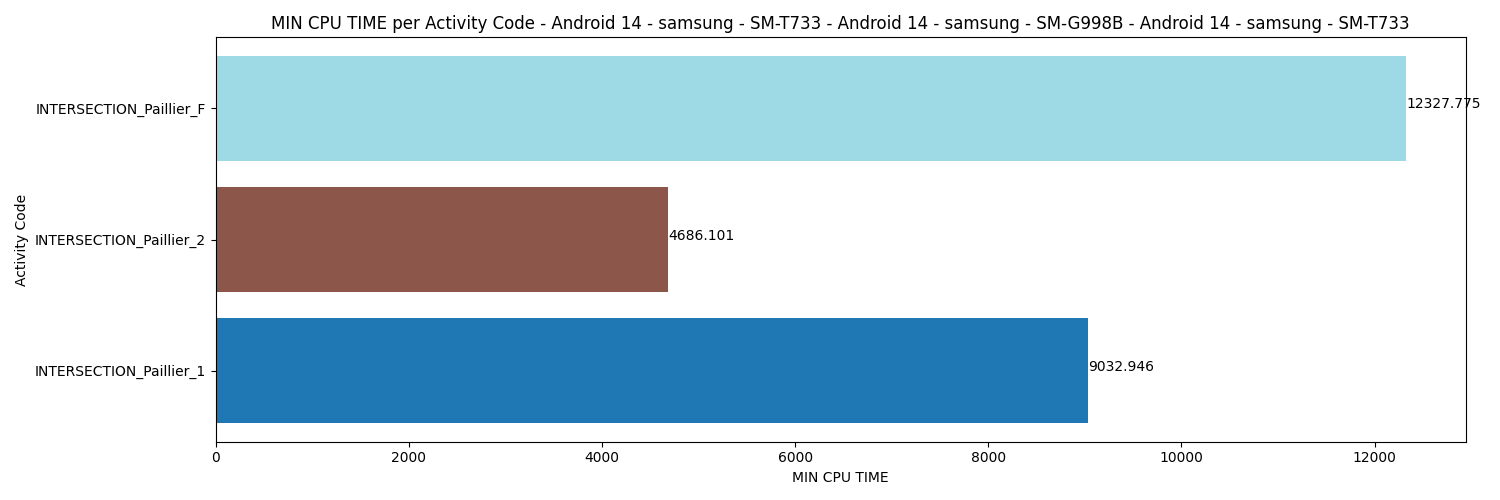 MIN CPU TIME per Activity Code - Android 14 - samsung - SM-T733 - Android 14 - samsung - SM-G998B - Android 14 - samsung - SM-T733
INTERSECTION_Paillier_F
12327.775
INTERSECTION_Paillier_2
4686.101
INTERSECTION_Paillier_1
9032.946
Activity Code
0 2000 4000 6000 8000 10000 12000
MIN CPU TIME